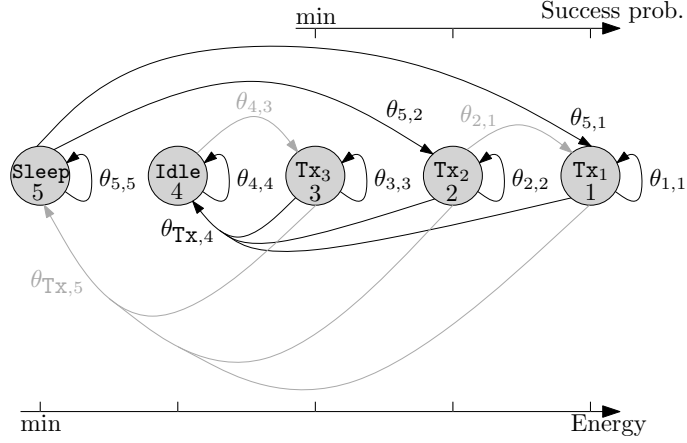 Success prob.
min
θ4,3
θ5,2
θ2,1
θ5,1
Sleep
5
θ5,5
Idle
4
θ4,4
Tx3
3
θ3,3
Tx2
2
θ2,2
Tx1
1
θ1,1
θTx,4
θTx,5
min
Energy